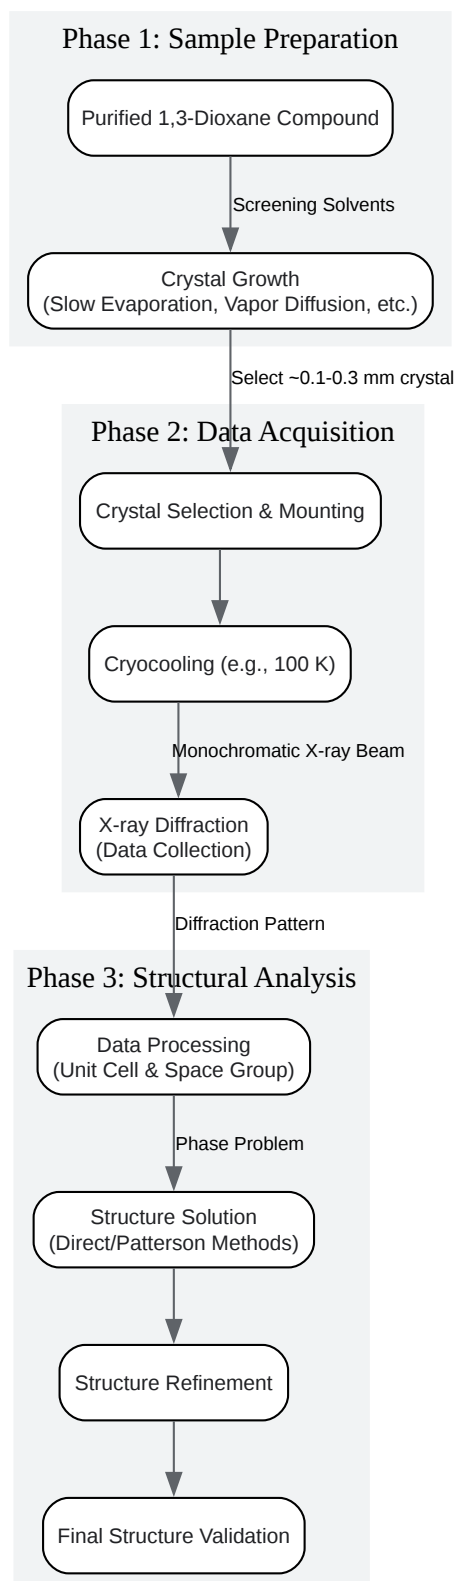 Phase 1: Sample Preparation
Purified 1,3-Dioxane Compound
Screening Solvents
Crystal Growth
(Slow Evaporation, Vapor Diffusion, etc.)
Select ~0.1-0.3 mm crystal
Phase 2: Data Acquisition
Crystal Selection & Mounting
Cryocooling (e.g., 100 K)
Monochromatic X-ray Beam
X-ray Diffraction
(Data Collection)
Diffraction Pattern
Phase 3: Structural Analysis
Data Processing
(Unit Cell & Space Group)
Phase Problem
Structure Solution
(Direct/Patterson Methods)
Structure Refinement
Final Structure Validation